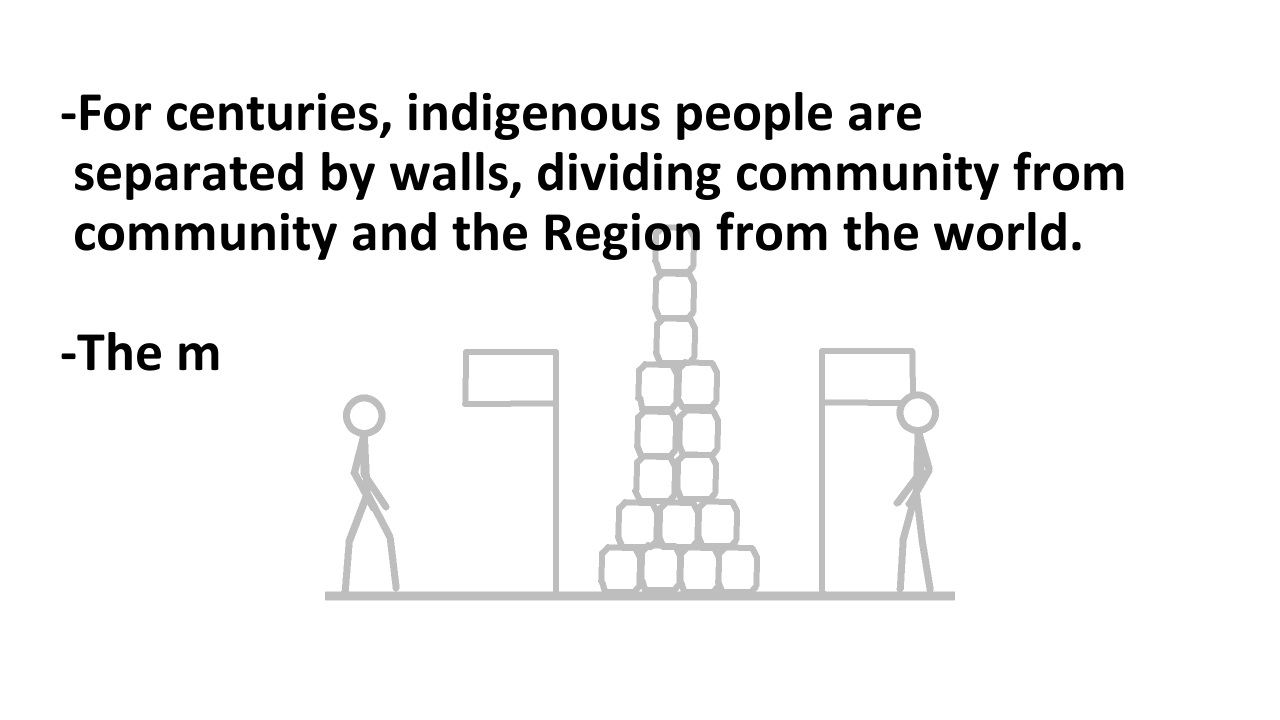 -For centuries, indigenous people are
separated by walls, dividing community from
community and the Region from the world.
-The m